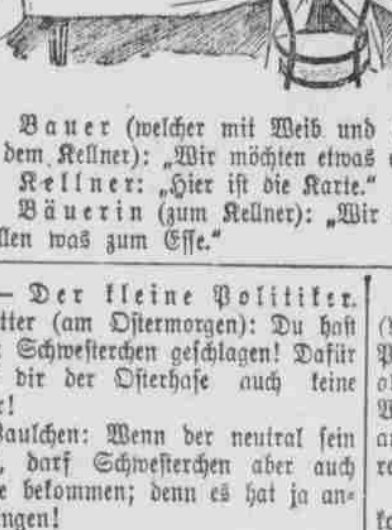 Bauer (welcher mit Weib und
dem Kellner): „Wir möchten etwas
Kellner: „Hier ist die Karte.“
Bäuerin (zum Kellner): „Wir
llen was zum Esse.“
— Der kleine Politiker.
tter (am Ostermorgen): Du hast
Schwesterchen geschlagen! Dafür
dir der Osterhase auch keine
r!
Paulchen: Wenn der neutral sein
, darf Schwesterchen aber auch
e bekommen; denn es hat ja an-
ngen!